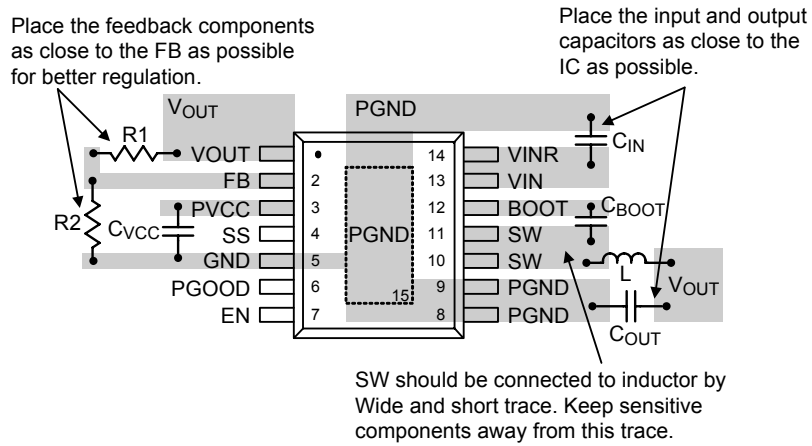 Place the feedback components
as close to the FB as possible
for better regulation.
Place the input and output
capacitors as close to the
IC as possible.
VOUT
PGND
R1
CIN
VOUT 14 VINR
FB 2 13 VIN
PVCC 3 12 BOOT CBOOT
R2 CVCC
SS 4 PGND 11 SW
GND 5 10 SW
L
VOUT
PGOOD 6 15 9 PGND
EN 7 8 PGND
COUT
SW should be connected to inductor by
Wide and short trace. Keep sensitive
components away from this trace.